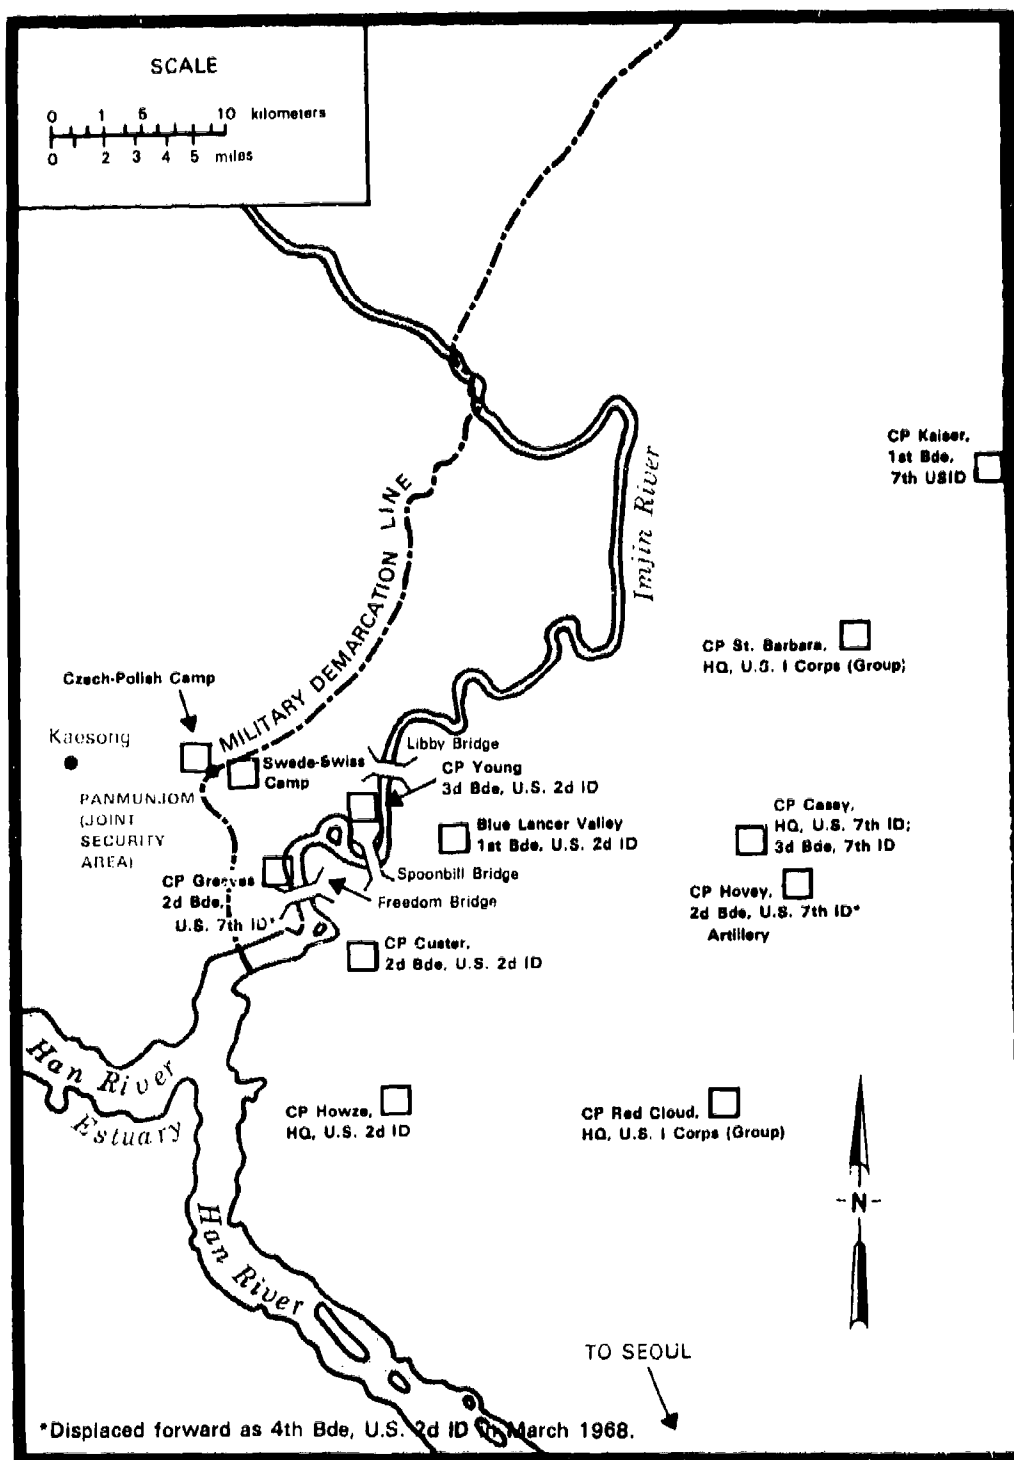 SCALE
0 1 5 10 kilometers
0 2 3 4 5 miles
CP Kaiser,
1st Bde,
7th USID
Imjin River
MILITARY DEMARCATION LINE
CP St. Barbara,
HQ, U.S. I Corps (Group)
Czech-Polish Camp
Kaesong
Swede-Swiss
Camp
PANMUNJOM
(JOINT
SECURITY
AREA)
Libby Bridge
CP Young
3d Bde, U.S. 2d ID
Blue Lancer Valley
1st Bde, U.S. 2d ID
CP Casey,
HQ, U.S. 7th ID;
3d Bde, 7th ID
CP Greaves
2d Bde,
U.S. 7th ID*
Spoonbill Bridge
Freedom Bridge
CP Hovey,
2d Bde, U.S. 7th ID*
Artillery
CP Custer,
2d Bde, U.S. 2d ID
Han River
Estuary
CP Howze,
HQ, U.S. 2d ID
CP Red Cloud,
HQ, U.S. I Corps (Group)
-N-
Han River
TO SEOUL
*Displaced forward as 4th Bde, U.S. 2d ID in March 1968.